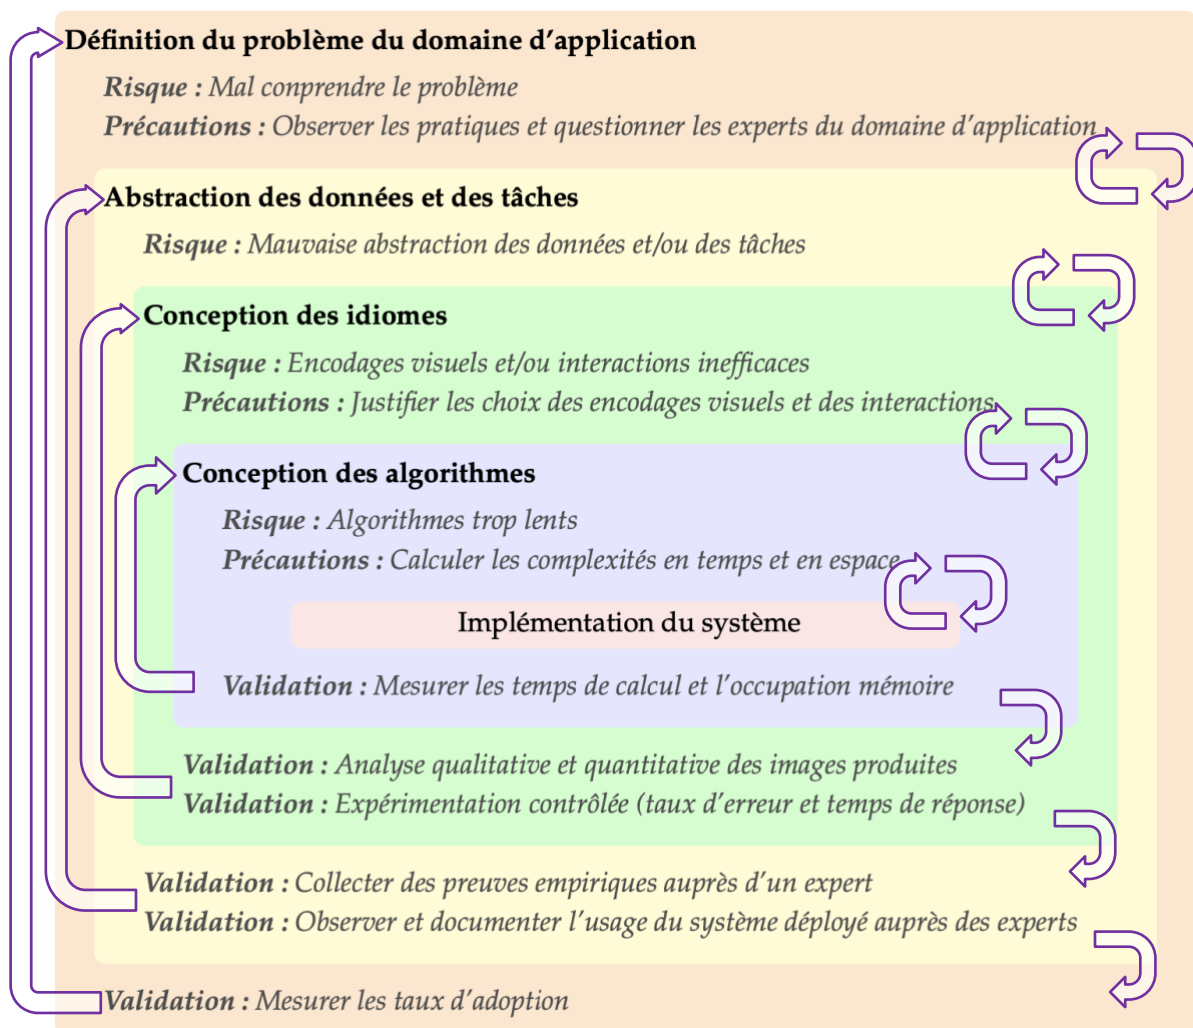 Définition du problème du domaine d'application
Risque : Mal conprendre le problème
Précautions : Observer les pratiques et questionner les experts du domaine d'application
Abstraction des données et des tâches
Risque : Mauvaise abstraction des données et/ou des tâches
Conception des idiomes
Risque : Encodages visuels et/ou interactions inefficaces
Précautions : Justifier les choix des encodages visuels et des interactions
Conception des algorithmes
Risque : Algorithmes trop lents
Précautions : Calculer les complexités en temps et en espace
Implémentation du système
Validation : Mesurer les temps de calcul et l'occupation mémoire
Validation : Analyse qualitative et quantitative des images produites
Validation : Expérimentation contrôlée (taux d'erreur et temps de réponse)
Validation : Collecter des preuves empiriques auprès d'un expert
Validation : Observer et documenter l'usage du système déployé auprès des experts
Validation : Mesurer les taux d'adoption